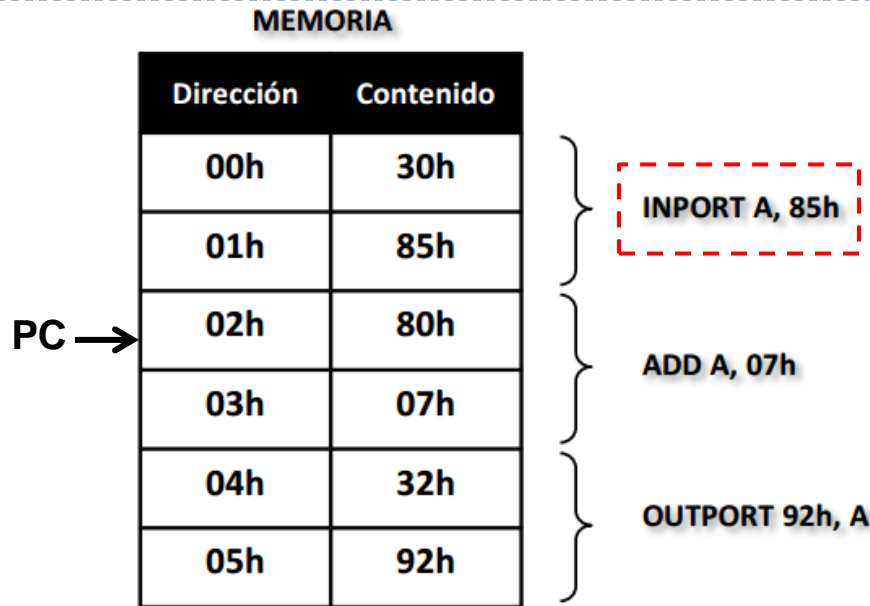 MEMORIA
Dirección Contenido
00h 30h
01h 85h
INPORT A, 85h
PC
02h 80h
03h 07h
ADD A, 07h
04h 32h
05h 92h
OUTPORT 92h, A